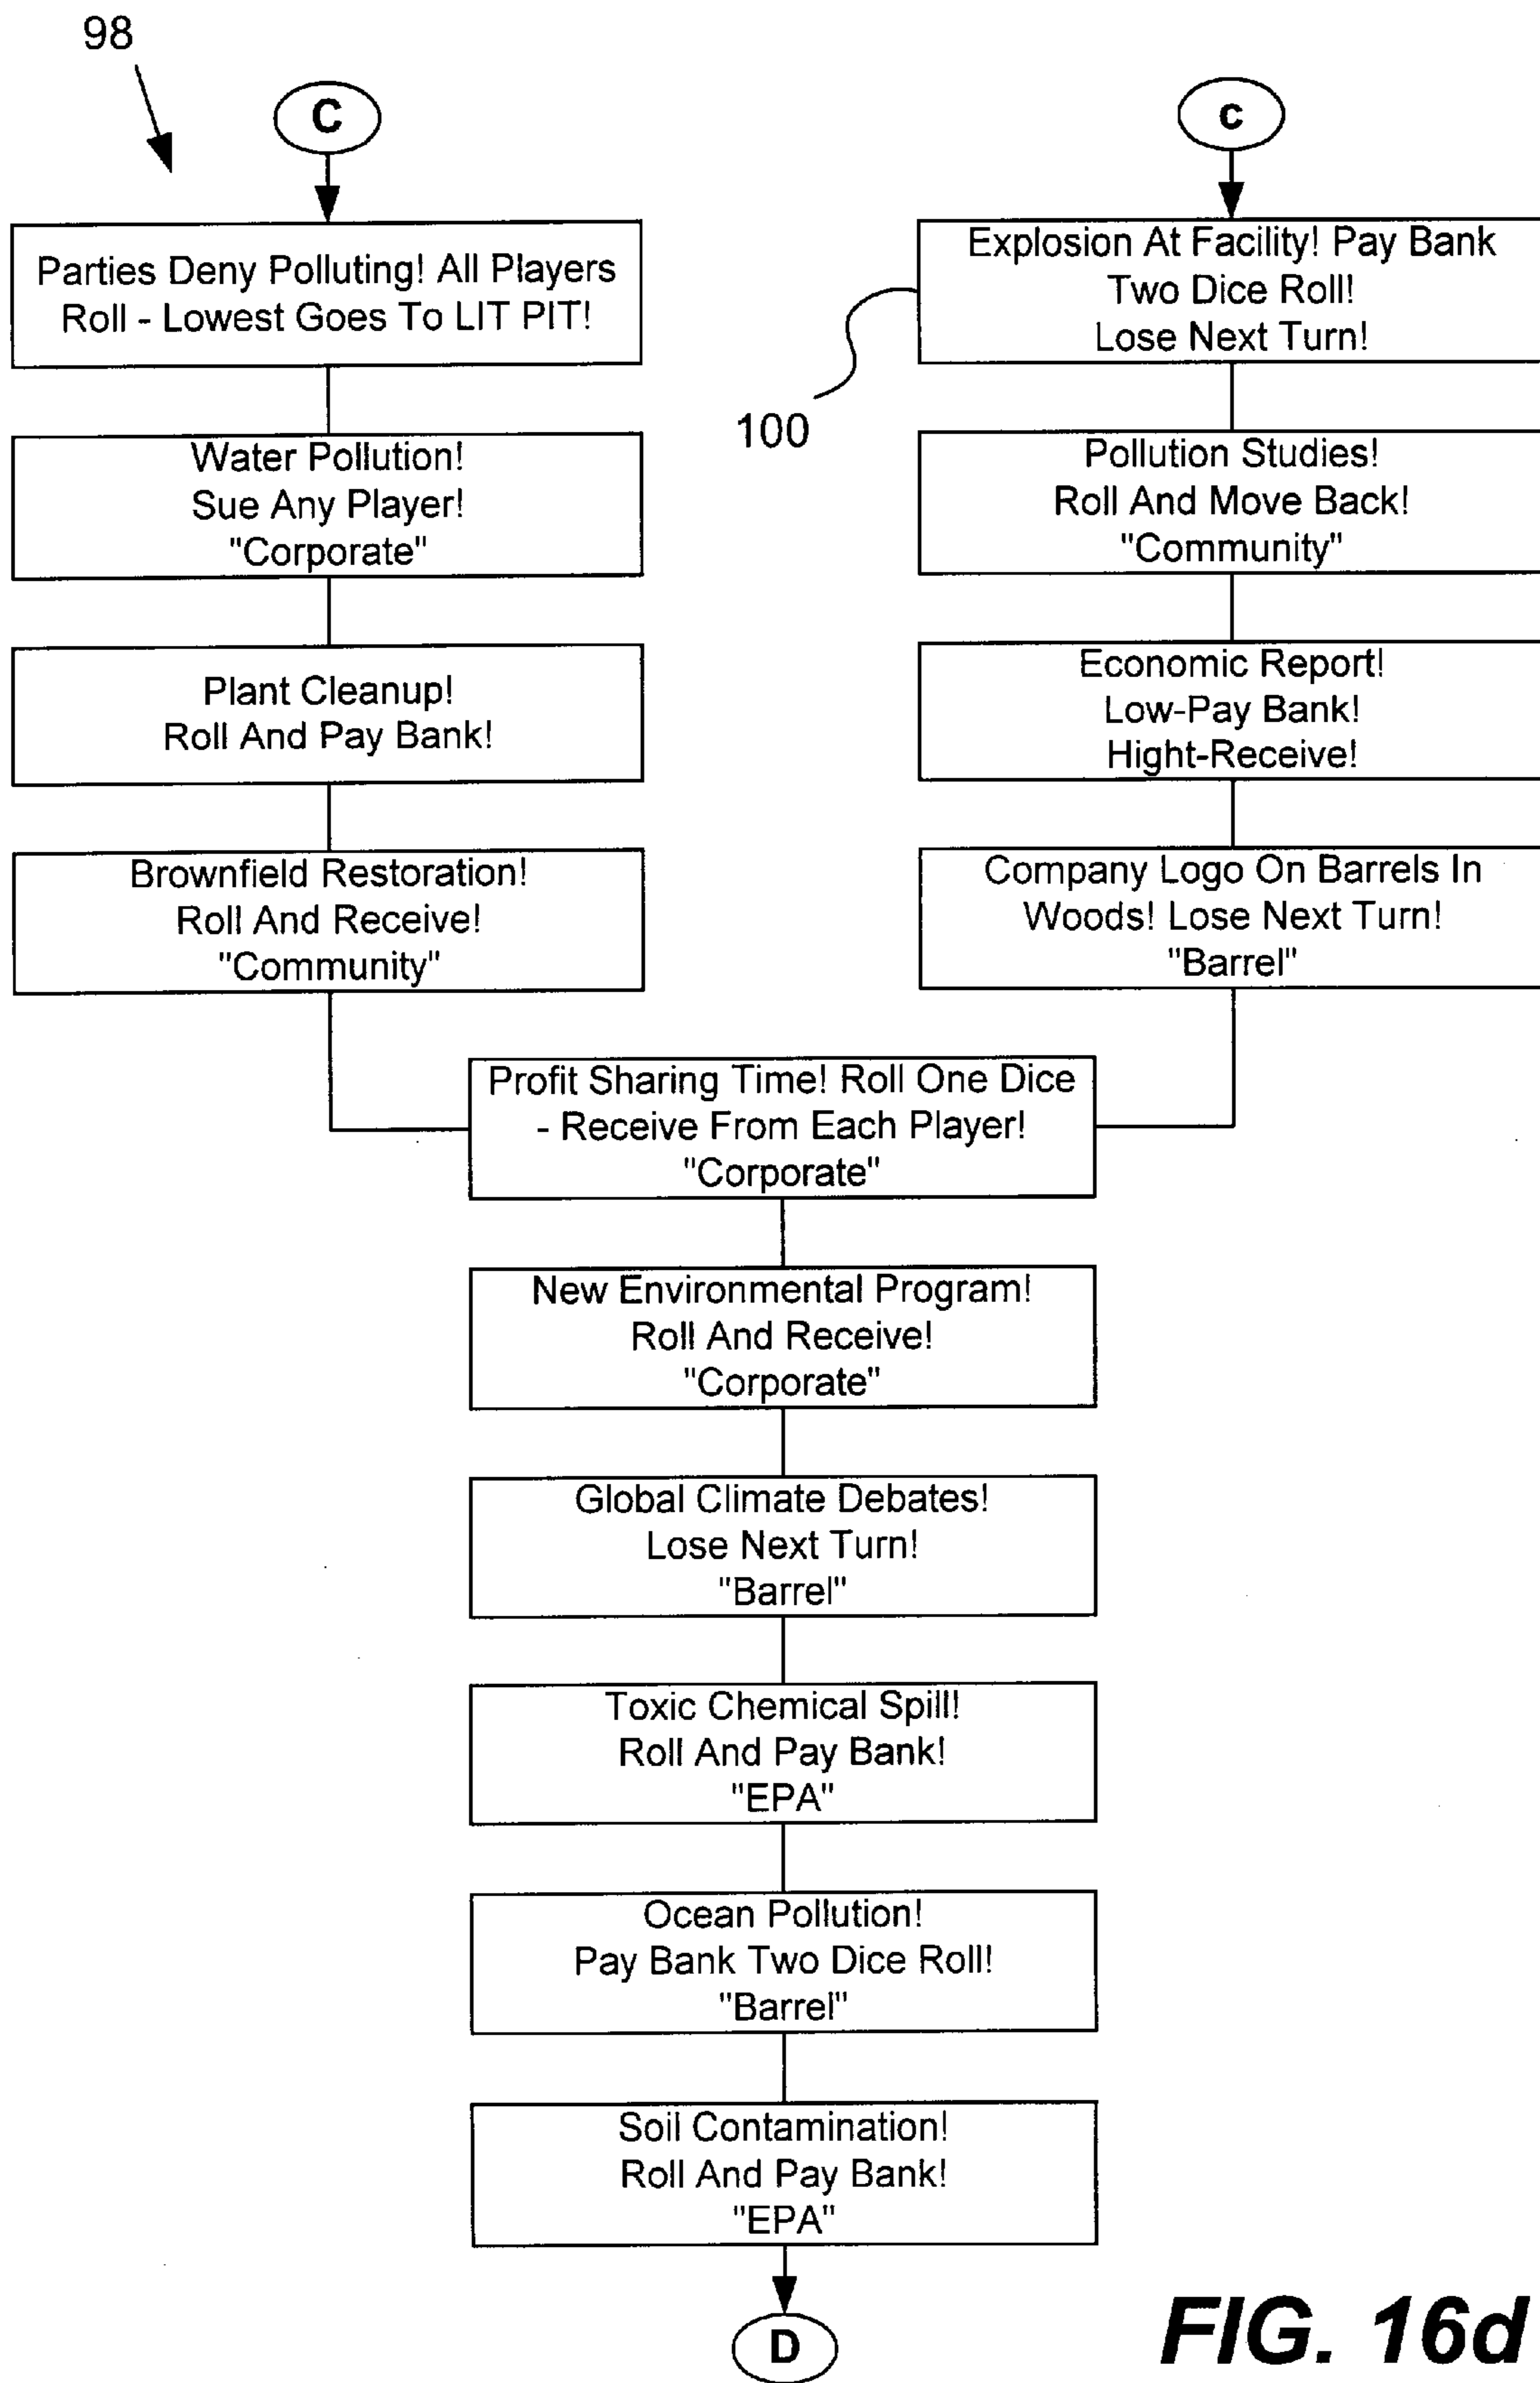 98
C
Parties Deny Polluting! All Players
Roll - Lowest Goes To LIT PIT!
Water Pollution!
Sue Any Player!
"Corporate"
Plant Cleanup!
Roll And Pay Bank!
Brownfield Restoration!
Roll And Receive!
"Community"
c
Explosion At Facility! Pay Bank
Two Dice Roll!
Lose Next Turn!
100
Pollution Studies!
Roll And Move Back!
"Community"
Economic Report!
Low-Pay Bank!
Hight-Receive!
Company Logo On Barrels In
Woods! Lose Next Turn!
"Barrel"
Profit Sharing Time! Roll One Dice
- Receive From Each Player!
"Corporate"
New Environmental Program!
Roll And Receive!
"Corporate"
Global Climate Debates!
Lose Next Turn!
"Barrel"
Toxic Chemical Spill!
Roll And Pay Bank!
"EPA"
Ocean Pollution!
Pay Bank Two Dice Roll!
"Barrel"
Soil Contamination!
Roll And Pay Bank!
"EPA"
D
FIG. 16d